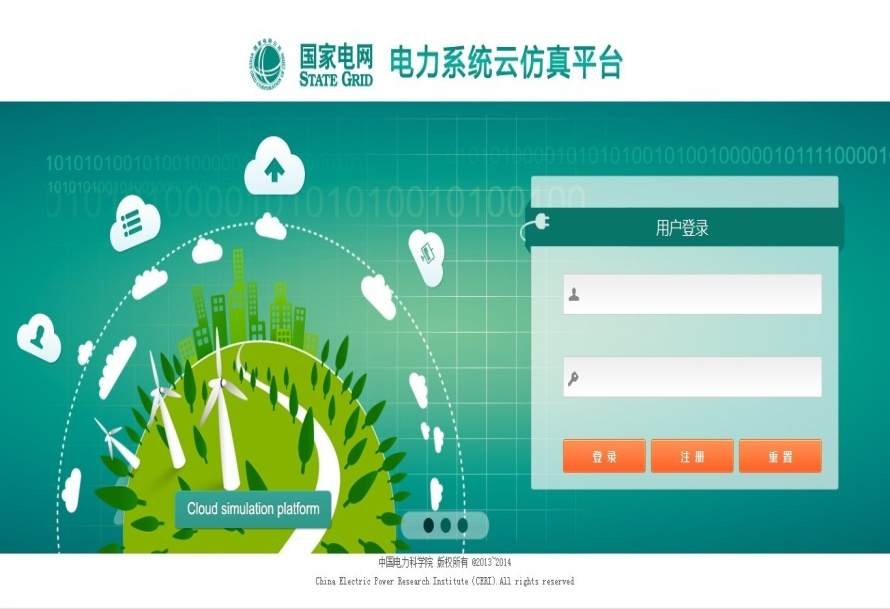 国家电网
STATE GRID
电力系统云仿真平台
用户登录
登录
注册
重置
Cloud simulation platform
中国电力科学院 版权所有 @2013~2014
China Electric Power Research Institute (CERI).All rights reserved